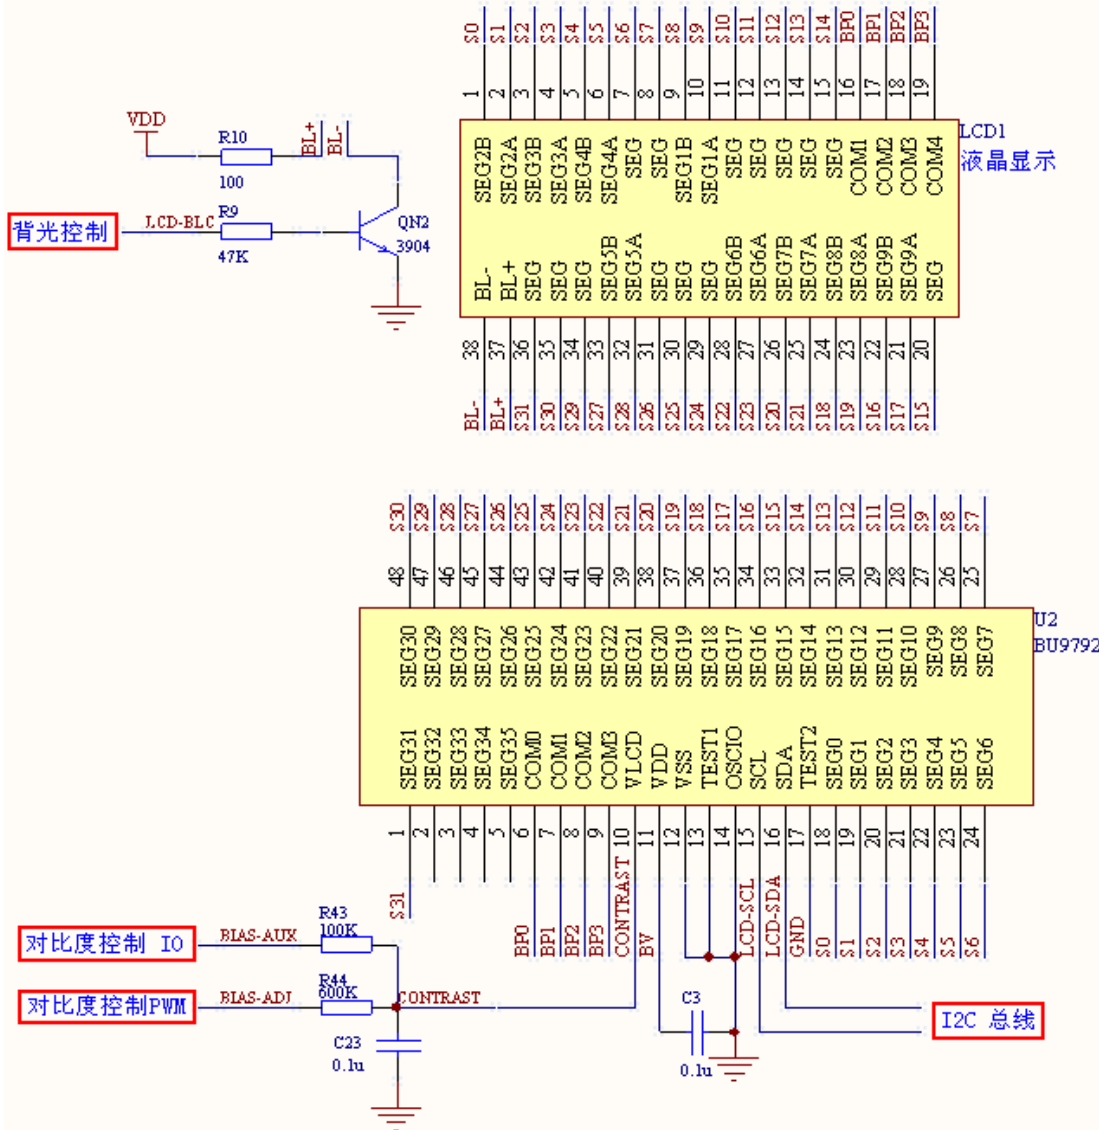 S0 S1 S2 S3 S4 S5 S6 S7 S8 S9 S10 S11 S12 S13 S14 BP0 BP1 BP2 BP3
1 2 3 4 5 6 7 8 9 10 11 12 13 14 15 16 17 18 19
SEG2B SEG2A SEG3B SEG3A SEG4B SEG4A SEG SEG SEG1B SEG1A SEG SEG SEG SEG SEG COM1 COM2 COM3 COM4
LCD1
液晶显示
BL- BL+ SEG SEG SEG SEG5B SEG5A SEG SEG SEG SEG6B SEG6A SEG7B SEG7A SEG8B SEG8A SEG9B SEG9A SEG
38 37 36 35 34 33 32 31 30 29 28 27 26 25 24 23 22 21 20
BL- BL+ S31 S30 S29 S27 S28 S26 S25 S24 S22 S23 S20 S21 S18 S19 S16 S17 S15
VDD
R10
100
BL+ BL-
背光控制
LCD-BLC
R9
47K
QN2
3904
S30 S29 S28 S27 S26 S25 S24 S23 S22 S21 S20 S19 S18 S17 S16 S15 S14 S13 S12 S11 S10 S9 S8 S7
48 47 46 45 44 43 42 41 40 39 38 37 36 35 34 33 32 31 30 29 28 27 26 25
SEG30 SEG29 SEG28 SEG27 SEG26 SEG25 SEG24 SEG23 SEG22 SEG21 SEG20 SEG19 SEG18 SEG17 SEG16 SEG15 SEG14 SEG13 SEG12 SEG11 SEG10 SEG9 SEG8 SEG7
U2
BU9792
SEG31 SEG32 SEG33 SEG34 SEG35 COM0 COM1 COM2 COM3 VLCD VDD VSS TEST1 OSCIO SCL SDA TEST2 SEG0 SEG1 SEG2 SEG3 SEG4 SEG5 SEG6
1 2 3 4 5 6 7 8 9 10 11 12 13 14 15 16 17 18 19 20 21 22 23 24
S31 BP0 BP1 BP2 BP3 CONTRAST BV LCD-SCL LCD-SDA GND S0 S1 S2 S3 S4 S5 S6
对比度控制 IO
BIAS-AUX
R43
100K
对比度控制PWM
BIAS-ADJ
R44
600K
CONTRAST
C23
0.1u
C3
0.1u
I2C 总线